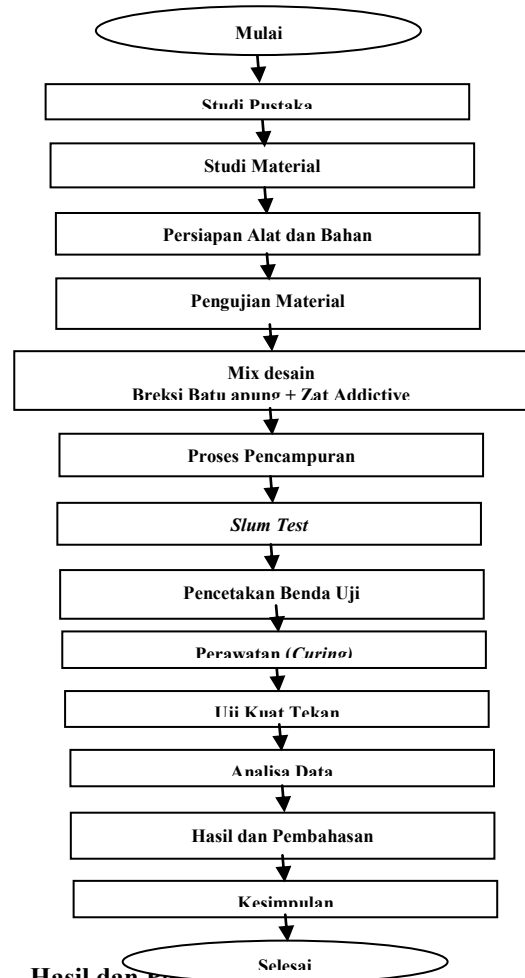 Mulai
Studi Pustaka
Studi Material
Persiapan Alat dan Bahan
Pengujian Material
Mix desain
Breksi Batu apung + Zat Addictive
Proses Pencampuran
Slum Test
Pencetakan Benda Uji
Perawatan (Curing)
Uji Kuat Tekan
Analisa Data
Hasil dan Pembahasan
Kesimpulan
Selesai
Hasil dan